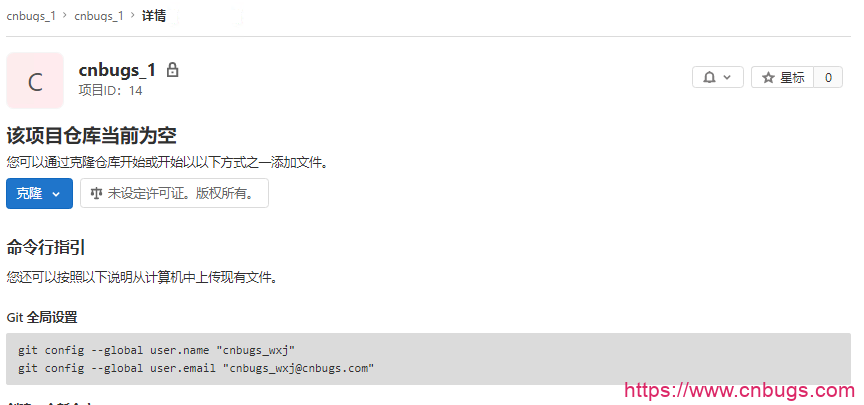 cnbugs_1 › cnbugs_1 › 详情
C
cnbugs_1
项目ID：14
星标 0
该项目仓库当前为空
您可以通过克隆仓库开始或开始以以下方式之一添加文件。
克隆
未设定许可证。版权所有。
命令行指引
您还可以按照以下说明从计算机中上传现有文件。
Git 全局设置
git config --global user.name "cnbugs_wxj"
git config --global user.email "cnbugs_wxj@cnbugs.com"
https://www.cnbugs.com